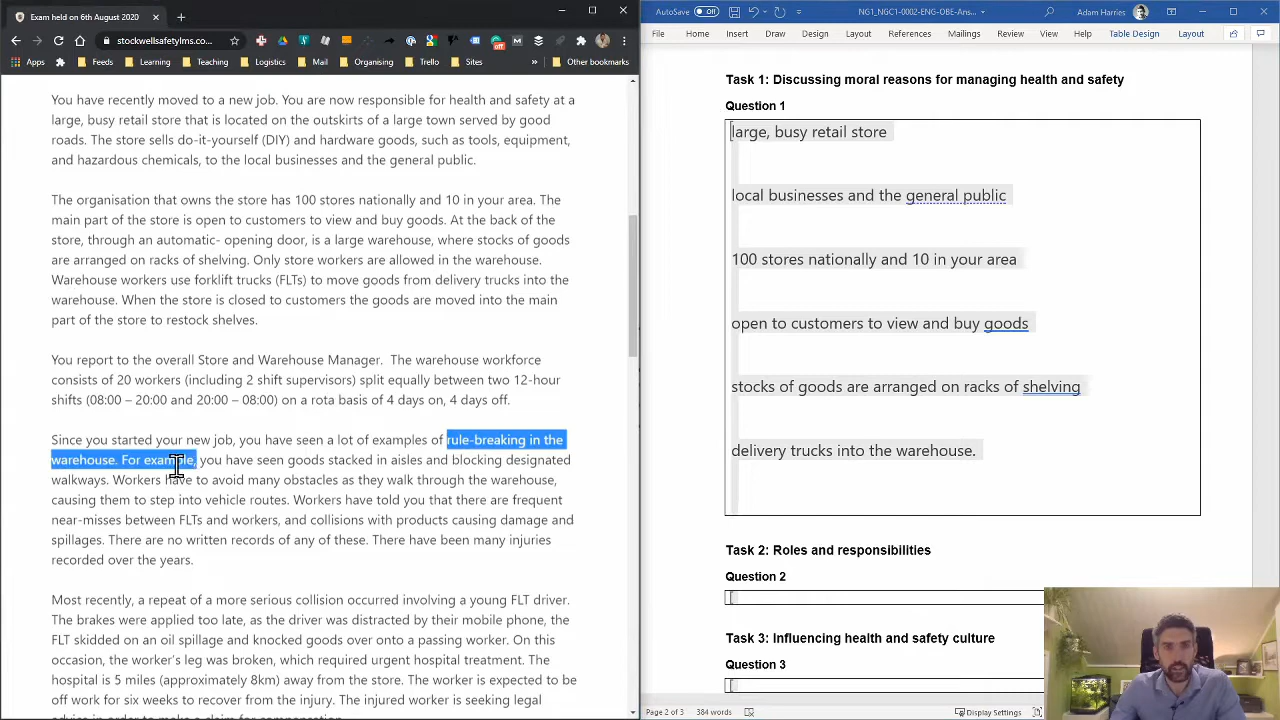 Exam held on 6th August 2020
stockwellsafetylms.co...
off
Apps
Feeds
Learning
Teaching
Logistics
Mail
Organising
Trello
Sites
»
Other bookmarks
You have recently moved to a new job. You are now responsible for health and safety at a
large, busy retail store that is located on the outskirts of a large town served by good
roads. The store sells do-it-yourself (DIY) and hardware goods, such as tools, equipment,
and hazardous chemicals, to the local businesses and the general public.
The organisation that owns the store has 100 stores nationally and 10 in your area. The
main part of the store is open to customers to view and buy goods. At the back of the
store, through an automatic- opening door, is a large warehouse, where stocks of goods
are arranged on racks of shelving. Only store workers are allowed in the warehouse.
Warehouse workers use forklift trucks (FLTs) to move goods from delivery trucks into the
warehouse. When the store is closed to customers the goods are moved into the main
part of the store to restock shelves.
You report to the overall Store and Warehouse Manager.  The warehouse workforce
consists of 20 workers (including 2 shift supervisors) split equally between two 12-hour
shifts (08:00 – 20:00 and 20:00 – 08:00) on a rota basis of 4 days on, 4 days off.
Since you started your new job, you have seen a lot of examples of rule-breaking in the
warehouse. For example, you have seen goods stacked in aisles and blocking designated
walkways. Workers have to avoid many obstacles as they walk through the warehouse,
causing them to step into vehicle routes. Workers have told you that there are frequent
near-misses between FLTs and workers, and collisions with products causing damage and
spillages. There are no written records of any of these. There have been many injuries
recorded over the years.
Most recently, a repeat of a more serious collision occurred involving a young FLT driver.
The brakes were applied too late, as the driver was distracted by their mobile phone, the
FLT skidded on an oil spillage and knocked goods over onto a passing worker. On this
occasion, the worker's leg was broken, which required urgent hospital treatment. The
hospital is 5 miles (approximately 8km) away from the store. The worker is expected to be
off work for six weeks to recover from the injury. The injured worker is seeking legal
advice in order to make a claim for compensation.
AutoSave Off
NG1_NGC1-0002-ENG-OBE-Ans...
Adam Harries
File
Home
Insert
Draw
Design
Layout
References
Mailings
Review
View
Help
Table Design
Layout
Task 1: Discussing moral reasons for managing health and safety
Question 1
large, busy retail store
local businesses and the general public
100 stores nationally and 10 in your area
open to customers to view and buy goods
stocks of goods are arranged on racks of shelving
delivery trucks into the warehouse.
Task 2: Roles and responsibilities
Question 2
Task 3: Influencing health and safety culture
Question 3
Page 2 of 3
384 words
Display Settings